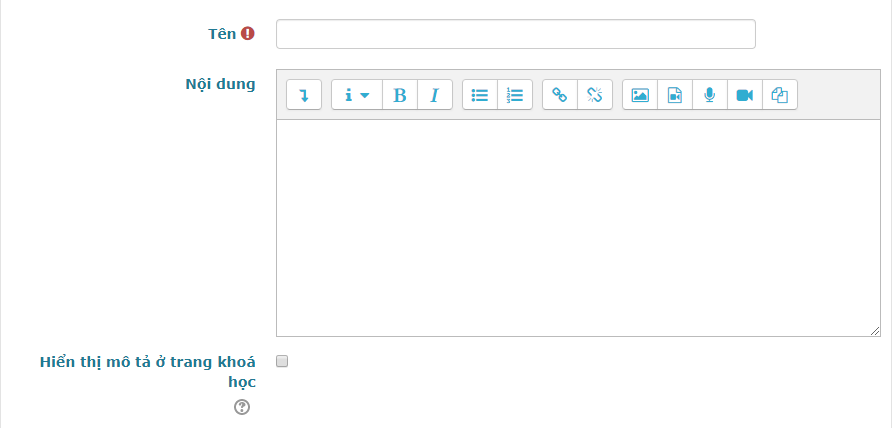 Tên
Nội dung
i B I
Hiển thị mô tả ở trang khoá
học